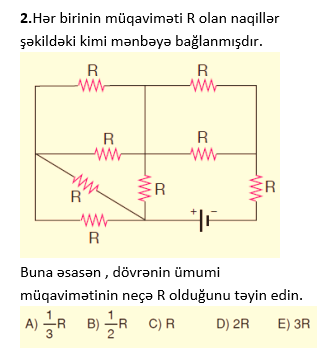 2.Hər birinin müqaviməti R olan naqillər
şəkildəki kimi mənbəyə bağlanmışdır.
R R
R R
R R R
+ -
R
Buna əsasən , dövrənin ümumi
müqavimətinin neçə R olduğunu təyin edin.
A) 1/3 R B) 1/2 R C) R D) 2R E) 3R